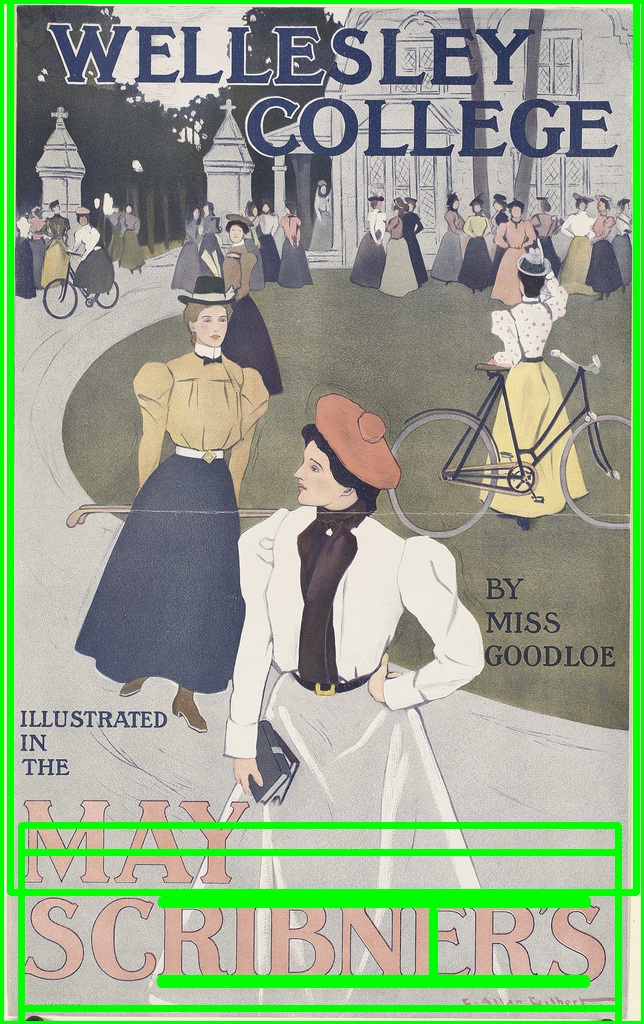 WELLESLEY
COLLEGE
BY
MISS
GOODLOE
ILLUSTRATED
IN
THE
MAY
SCRIBNER'S